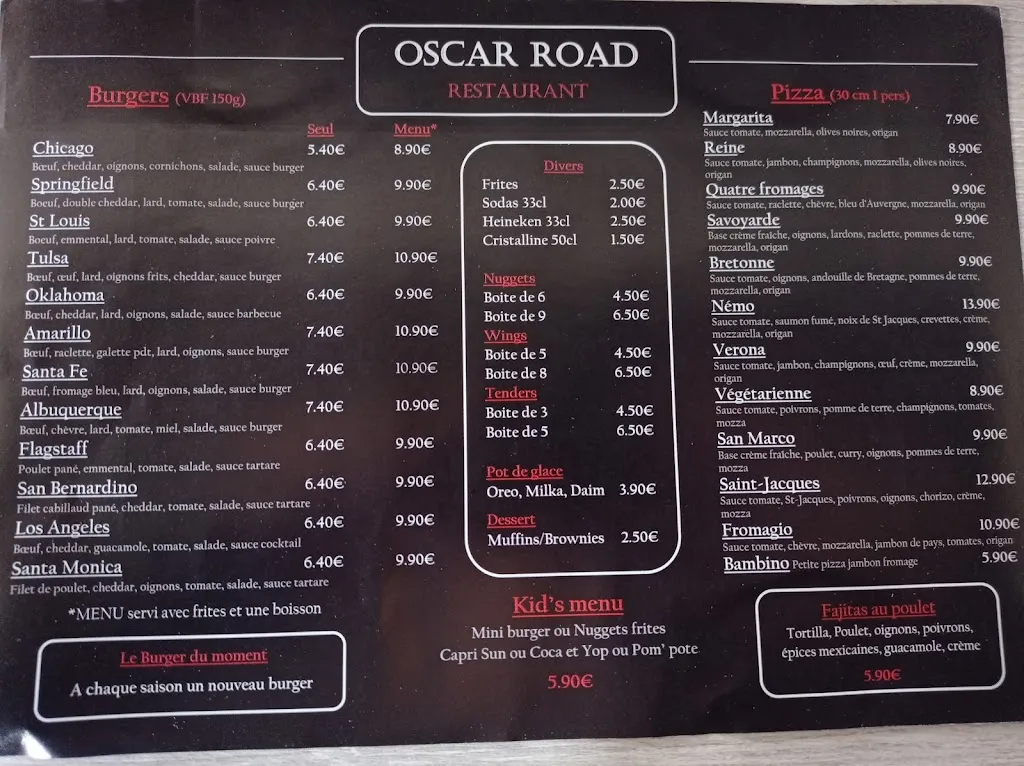 OSCAR ROAD
RESTAURANT
Burgers (VBF 150g)
Seul Menu*
Chicago 5.40€ 8.90€
Bœuf, cheddar, oignons, cornichons, salade, sauce burger
Springfield 6.40€ 9.90€
Boeuf, double cheddar, lard, tomate, salade, sauce burger
St Louis 6.40€ 9.90€
Boeuf, emmental, lard, tomate, salade, sauce poivre
Tulsa 7.40€ 10.90€
Bœuf, œuf, lard, oignons frits, cheddar, sauce burger
Oklahoma 6.40€ 9.90€
Bœuf, cheddar, lard, oignons, salade, sauce barbecue
Amarillo 7.40€ 10.90€
Bœuf, raclette, galette pdt, lard, oignons, sauce burger
Santa Fe 7.40€ 10.90€
Bœuf, fromage bleu, lard, oignons, salade, sauce burger
Albuquerque 7.40€ 10.90€
Bœuf, chèvre, lard, tomate, miel, salade, sauce burger
Flagstaff 6.40€ 9.90€
Poulet pané, emmental, tomate, salade, sauce tartare
San Bernardino 6.40€ 9.90€
Filet cabillaud pané, cheddar, tomate, salade, sauce tartare
Los Angeles 6.40€ 9.90€
Bœuf, cheddar, guacamole, tomate, salade, sauce cocktail
Santa Monica 6.40€ 9.90€
Filet de poulet, cheddar, oignons, tomate, salade, sauce tartare
*MENU servi avec frites et une boisson
Le Burger du moment
A chaque saison un nouveau burger
Divers
Frites 2.50€
Sodas 33cl 2.00€
Heineken 33cl 2.50€
Cristalline 50cl 1.50€
Nuggets
Boite de 6 4.50€
Boite de 9 6.50€
Wings
Boite de 5 4.50€
Boite de 8 6.50€
Tenders
Boite de 3 4.50€
Boite de 5 6.50€
Pot de glace
Oreo, Milka, Daim 3.90€
Dessert
Muffins/Brownies 2.50€
Kid's menu
Mini burger ou Nuggets frites
Capri Sun ou Coca et Yop ou Pom' pote
5.90€
Pizza (30 cm 1 pers)
Margarita 7.90€
Sauce tomate, mozzarella, olives noires, origan
Reine 8.90€
Sauce tomate, jambon, champignons, mozzarella, olives noires,
origan
Quatre fromages 9.90€
Sauce tomate, raclette, chèvre, bleu d'Auvergne, mozzarella, origan
Savoyarde 9.90€
Base crème fraîche, oignons, lardons, raclette, pommes de terre,
mozzarella, origan
Bretonne 9.90€
Sauce tomate, oignons, andouille de Bretagne, pommes de terre,
mozzarella, origan
Némo 13.90€
Sauce tomate, saumon fumé, noix de St Jacques, crevettes, crème,
mozzarella, origan
Verona 9.90€
Sauce tomate, jambon, champignons, œuf, crème, mozzarella,
origan
Végétarienne 8.90€
Sauce tomate, poivrons, pomme de terre, champignons, tomates,
mozza
San Marco 9.90€
Base crème fraîche, poulet, curry, oignons, pommes de terre,
mozza
Saint-Jacques 12.90€
Sauce tomate, St-Jacques, poivrons, oignons, chorizo, crème,
mozza
Fromagio 10.90€
Sauce tomate, chèvre, mozzarella, jambon de pays, tomates, origan
Bambino Petite pizza jambon fromage 5.90€
Fajitas au poulet
Tortilla, Poulet, oignons, poivrons,
épices mexicaines, guacamole, crème
5.90€